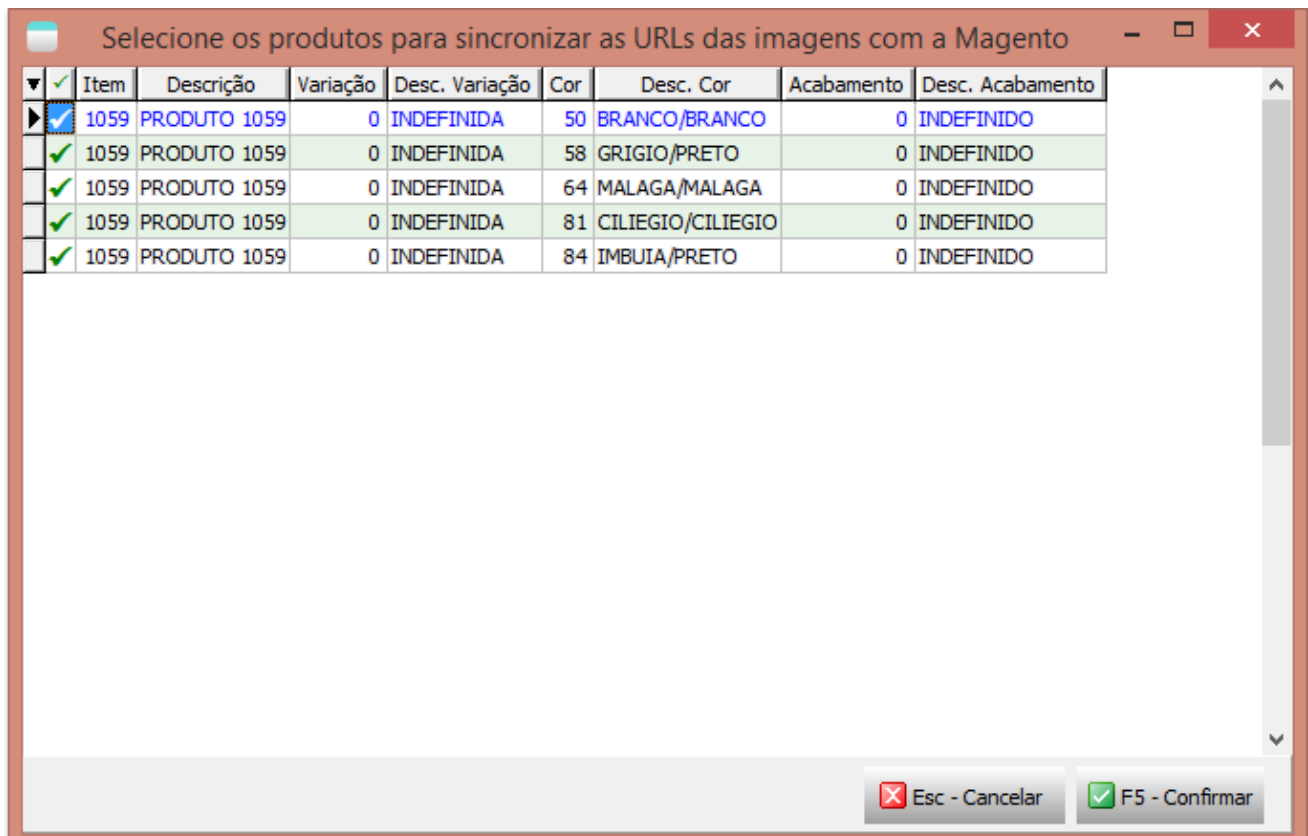 Selecione os produtos para sincronizar as URLs das imagens com a Magento
Item Descrição Variação Desc. Variação Cor Desc. Cor Acabamento Desc. Acabamento
1059 PRODUTO 1059 0 INDEFINIDA 50 BRANCO/BRANCO 0 INDEFINIDO
1059 PRODUTO 1059 0 INDEFINIDA 58 GRIGIO/PRETO 0 INDEFINIDO
1059 PRODUTO 1059 0 INDEFINIDA 64 MALAGA/MALAGA 0 INDEFINIDO
1059 PRODUTO 1059 0 INDEFINIDA 81 CILIEGIO/CILIEGIO 0 INDEFINIDO
1059 PRODUTO 1059 0 INDEFINIDA 84 IMBUIA/PRETO 0 INDEFINIDO
Esc - Cancelar F5 - Confirmar